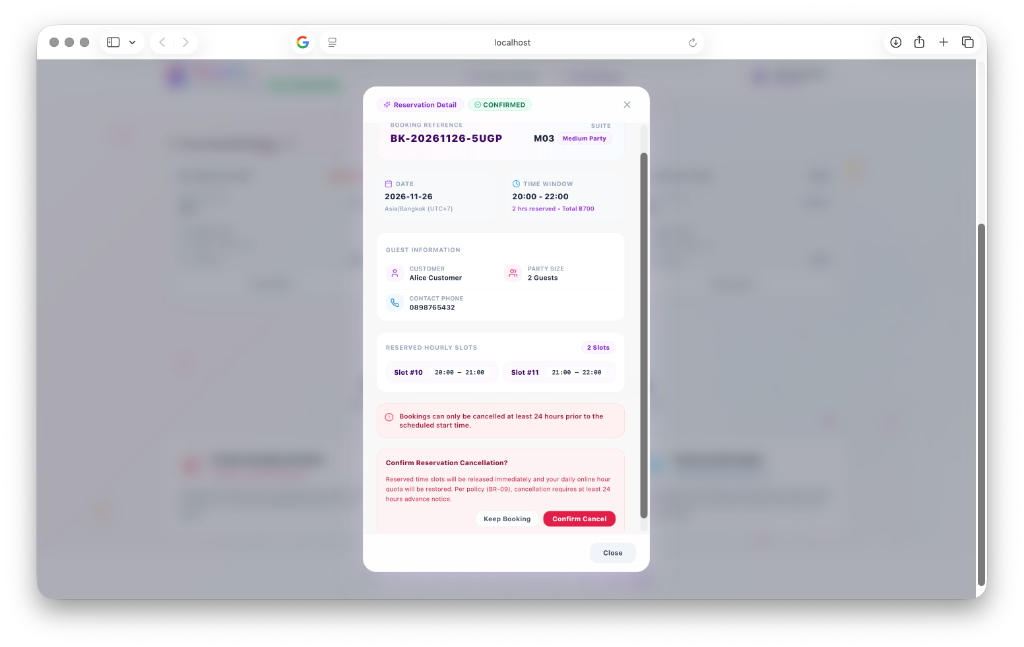 localhost
Reservation Detail
CONFIRMED
BOOKING REFERENCE
SUITE
BK-20261126-5UGP
M03
Medium Party
DATE
TIME WINDOW
2026-11-26
20:00 - 22:00
Asia/Bangkok (UTC+7)
2 hrs reserved • Total ฿700
GUEST INFORMATION
CUSTOMER
PARTY SIZE
Alice Customer
2 Guests
CONTACT PHONE
0898765432
RESERVED HOURLY SLOTS
2 Slots
Slot #10 20:00 – 21:00
Slot #11 21:00 – 22:00
Bookings can only be cancelled at least 24 hours prior to the
scheduled start time.
Confirm Reservation Cancellation?
Reserved time slots will be released immediately and your daily online hour
quota will be restored. Per policy (BR-09), cancellation requires at least 24
hours advance notice.
Keep Booking
Confirm Cancel
Close